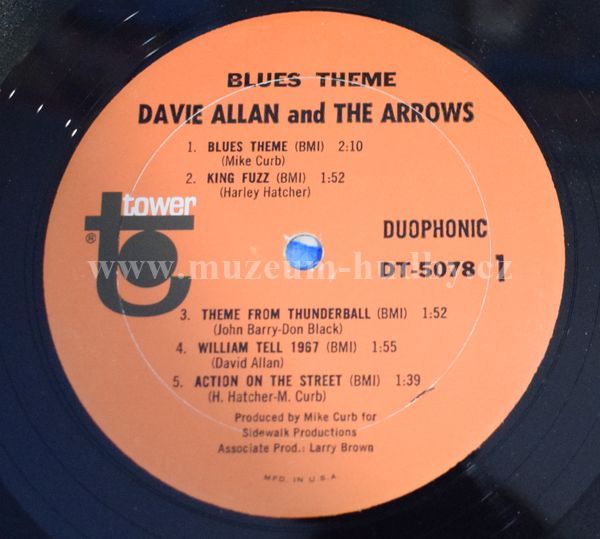 BLUES THEME
DAVIE ALLAN and THE ARROWS
1. BLUES THEME (BMI) 2:10
(Mike Curb)
2. KING FUZZ (BMI) 1:52
(Harley Hatcher)
tower
®
DUOPHONIC
DT-5078 1
www.muzeum-hudby.cz
3. THEME FROM THUNDERBALL (BMI) 1:52
(John Barry-Don Black)
4. WILLIAM TELL 1967 (BMI) 1:55
(David Allan)
5. ACTION ON THE STREET (BMI) 1:39
(H. Hatcher-M. Curb)
Produced by Mike Curb for
Sidewalk Productions
Associate Prod.: Larry Brown
MFD. IN U.S.A.